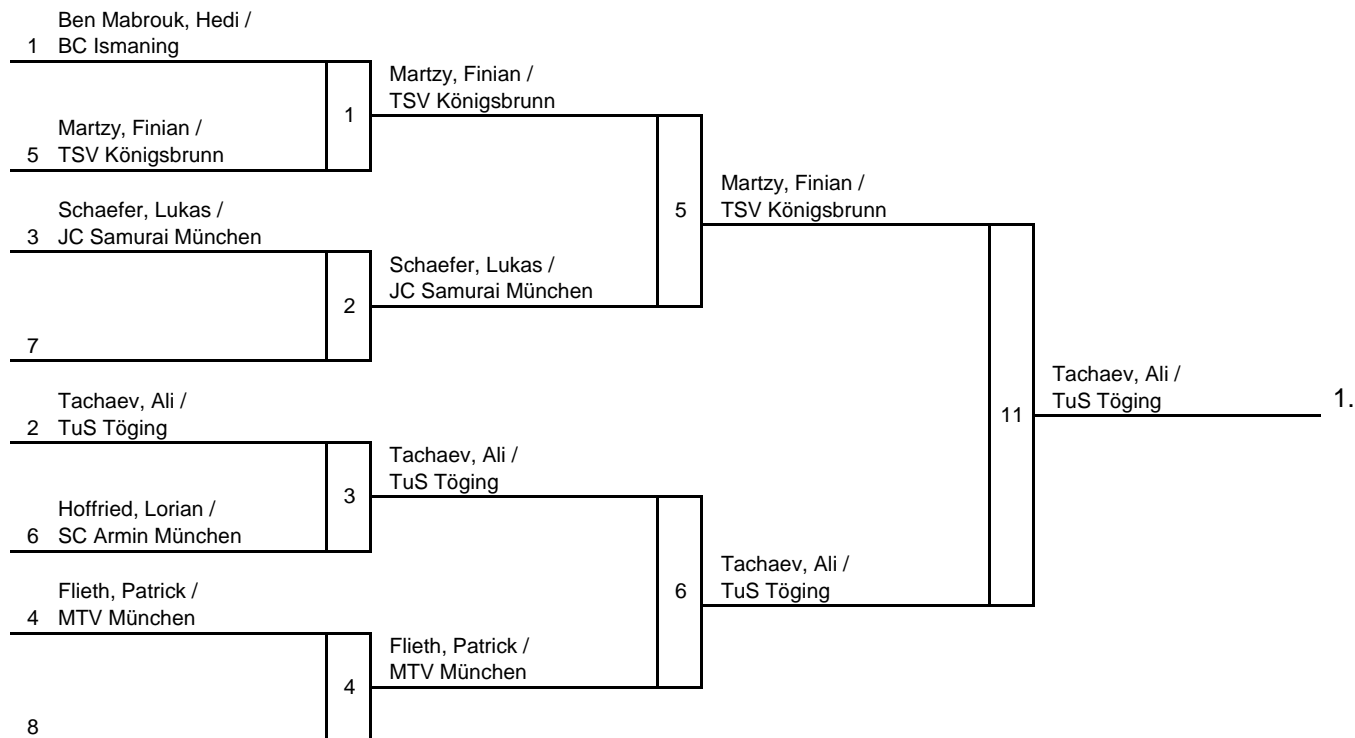 Ben Mabrouk, Hedi /
1 BC Ismaning
Martzy, Finian /
TSV Königsbrunn
1
Martzy, Finian /
5 TSV Königsbrunn
Martzy, Finian /
TSV Königsbrunn
5
Schaefer, Lukas /
3 JC Samurai München
Schaefer, Lukas /
JC Samurai München
2
7
Tachaev, Ali /
TuS Töging
1.
11
Tachaev, Ali /
2 TuS Töging
Tachaev, Ali /
TuS Töging
3
Hoffried, Lorian /
6 SC Armin München
Tachaev, Ali /
TuS Töging
6
Flieth, Patrick /
4 MTV München
Flieth, Patrick /
MTV München
4
8